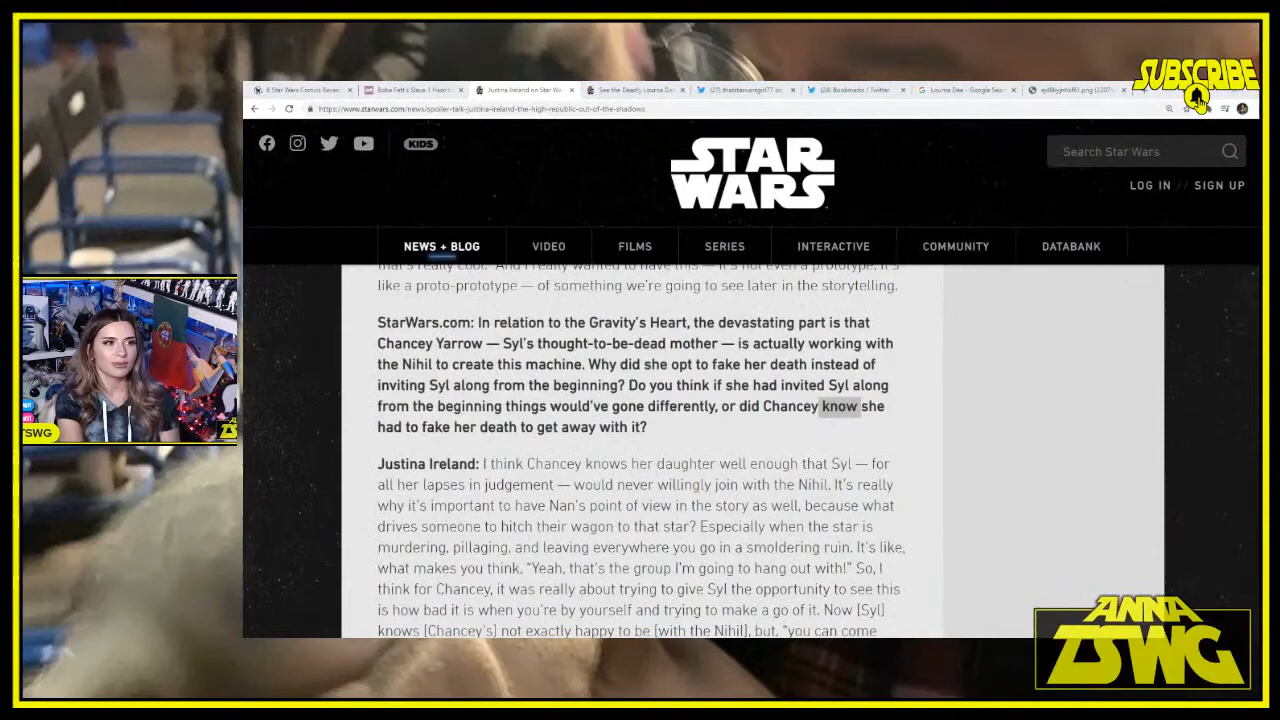 SUBSCRIBE
6 Star Wars Comics Reve
Boba Fett's Slave 1 Hasn't
Justina Ireland on Star Wa
See the Deadly Lourna De
(27) thatstarwarsgirl77 on
(24) Bookmarks / Twitter
Lourna Dee - Google Sea
https://www.starwars.com/news/spoiler-talk-justina-ireland-the-high-republic-out-of-the-shadows
KIDS
STAR
WARS
Search Star Wars
LOG IN // SIGN UP
NEWS + BLOG VIDEO FILMS SERIES INTERACTIVE COMMUNITY DATABANK
that's really cool." And I really wanted to have this — it's not even a prototype, it's
like a proto-prototype — of something we're going to see later in the storytelling.
StarWars.com: In relation to the Gravity's Heart, the devastating part is that
Chancey Yarrow — Syl's thought-to-be-dead mother — is actually working with
the Nihil to create this machine. Why did she opt to fake her death instead of
inviting Syl along from the beginning? Do you think if she had invited Syl along
from the beginning things would've gone differently, or did Chancey know she
had to fake her death to get away with it?
Justina Ireland: I think Chancey knows her daughter well enough that Syl — for
all her lapses in judgement — would never willingly join with the Nihil. It's really
why it's important to have Nan's point of view in the story as well, because what
drives someone to hitch their wagon to that star? Especially when the star is
murdering, pillaging, and leaving everywhere you go in a smoldering ruin. It's like,
what makes you think, "Yeah, that's the group I'm going to hang out with!" So, I
think for Chancey, it was really about trying to give Syl the opportunity to see this
is how bad it is when you're by yourself and trying to make a go of it. Now [Syl]
knows [Chancey's] not exactly happy to be [with the Nihil], but, "you can come
TSWG
ANNA
TSWG